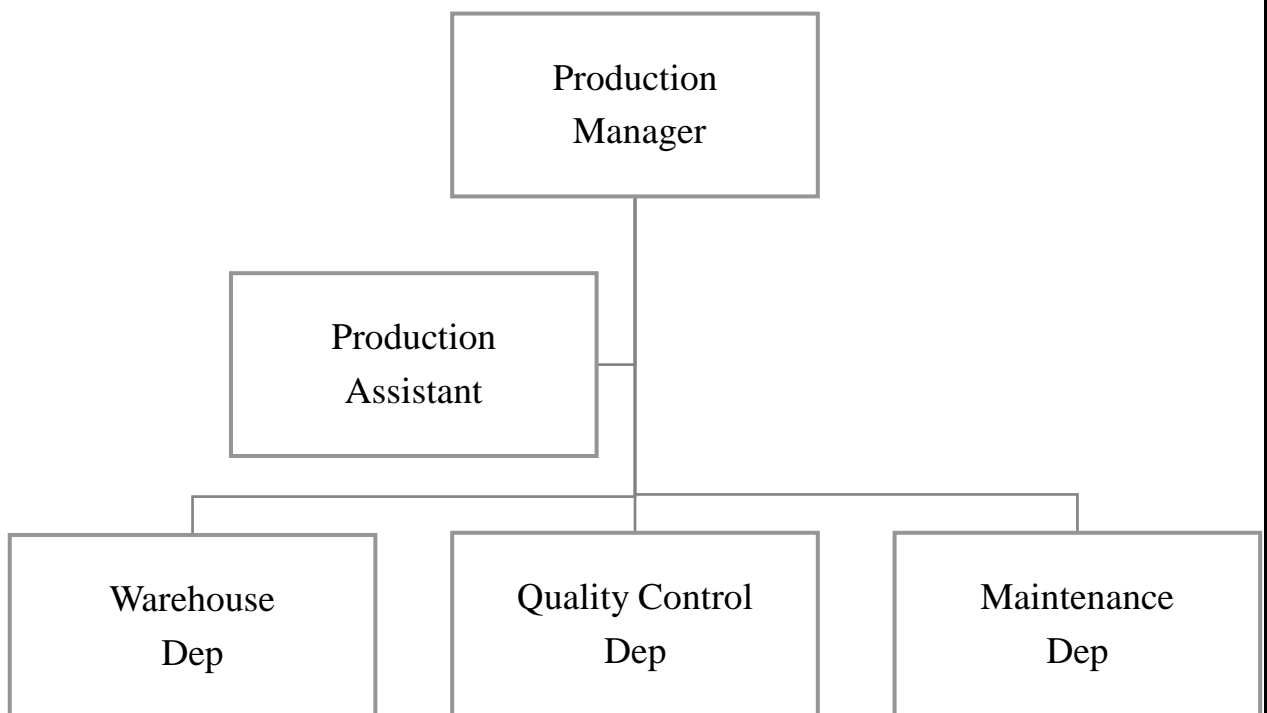 Production
Manager
Production
Assistant
Warehouse
Dep
Quality Control
Dep
Maintenance
Dep